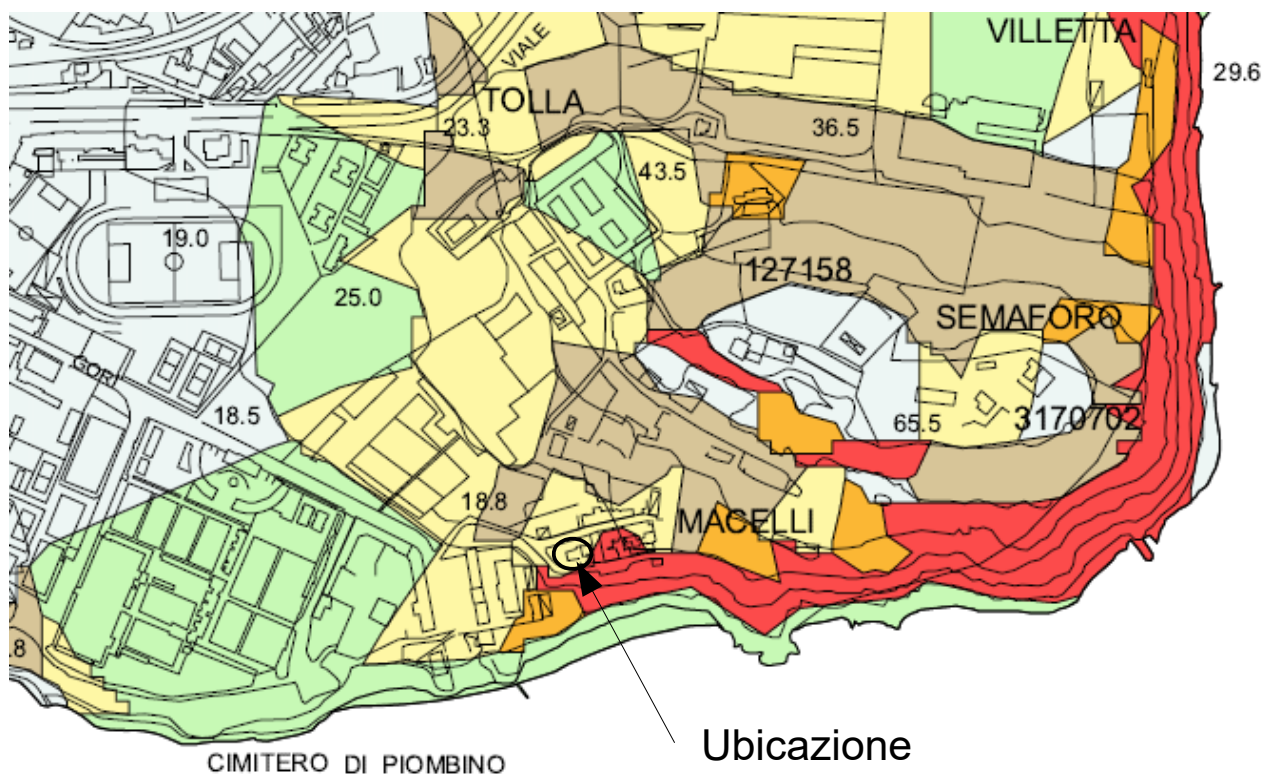 VILLETTA
VIALE
29.6
TOLLA
23.3
36.5
43.5
19.0
127158
25.0
SEMAFORO
GORI
18.5
65.5
3170702
18.8
MACELLI
8
Ubicazione
CIMITERO DI PIOMBINO